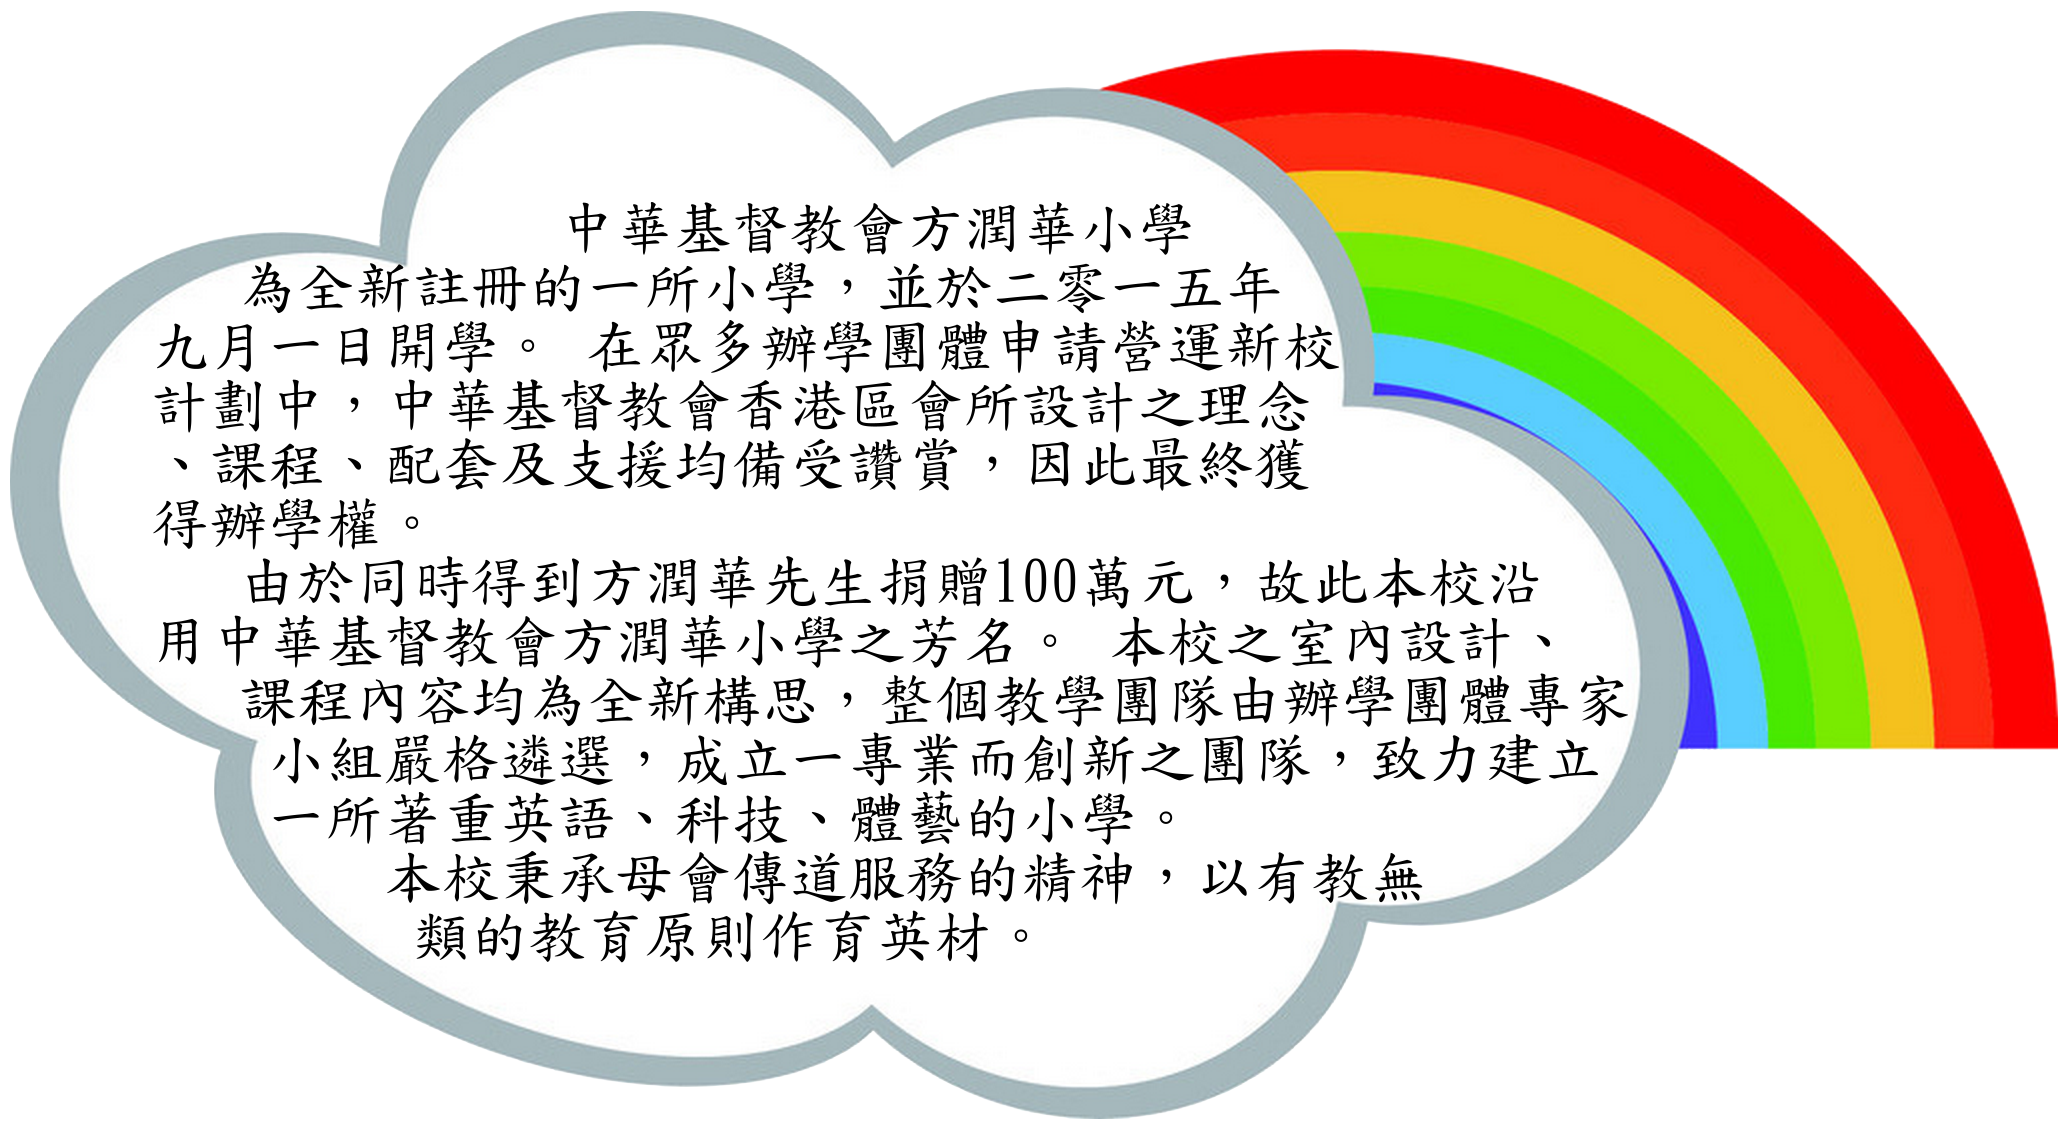 中華基督教會方潤華小學
為全新註冊的一所小學，並於二零一五年
九月一日開學。 在眾多辦學團體申請營運新校
計劃中，中華基督教會香港區會所設計之理念
、課程、配套及支援均備受讚賞，因此最終獲
得辦學權。
由於同時得到方潤華先生捐贈100萬元，故此本校沿
用中華基督教會方潤華小學之芳名。 本校之室內設計、
課程內容均為全新構思，整個教學團隊由辦學團體專家
小組嚴格遴選，成立一專業而創新之團隊，致力建立
一所著重英語、科技、體藝的小學。
本校秉承母會傳道服務的精神，以有教無
類的教育原則作育英材。